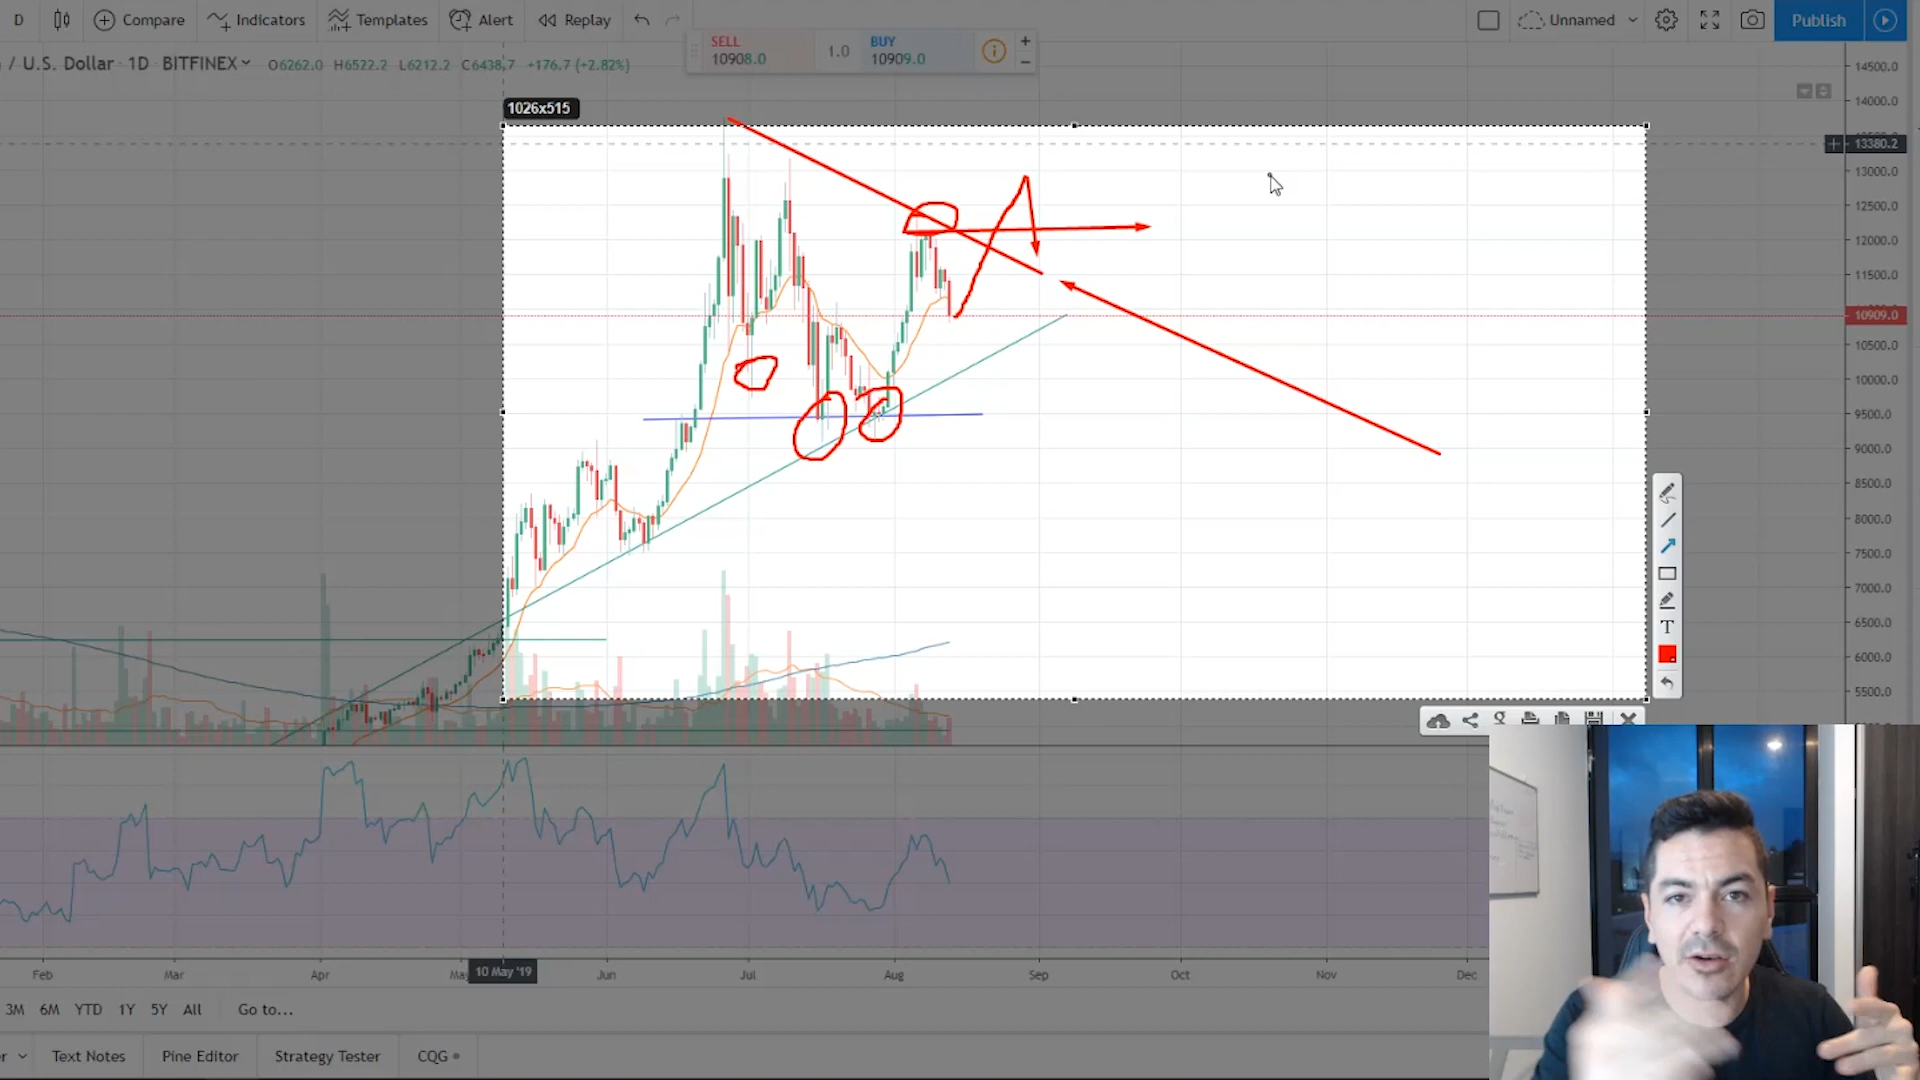 D Compare Indicators Templates Alert Replay Unnamed Publish
/ U.S. Dollar · 1D · BITFINEX O6262.0 H6522.2 L6212.2 C6438.7 +176.7 (+2.82%)
SELL 10908.0 1.0 BUY 10909.0
1026x515
14500.0
14000.0
13380.2
13000.0
12500.0
12000.0
11500.0
10909.0
10500.0
10000.0
9500.0
9000.0
8500.0
8000.0
7500.0
7000.0
6500.0
6000.0
5500.0
T
Feb Mar Apr 10 May '19 Jun Jul Aug Sep Oct Nov Dec
3M 6M YTD 1Y 5Y All Go to...
Text Notes Pine Editor Strategy Tester CQG